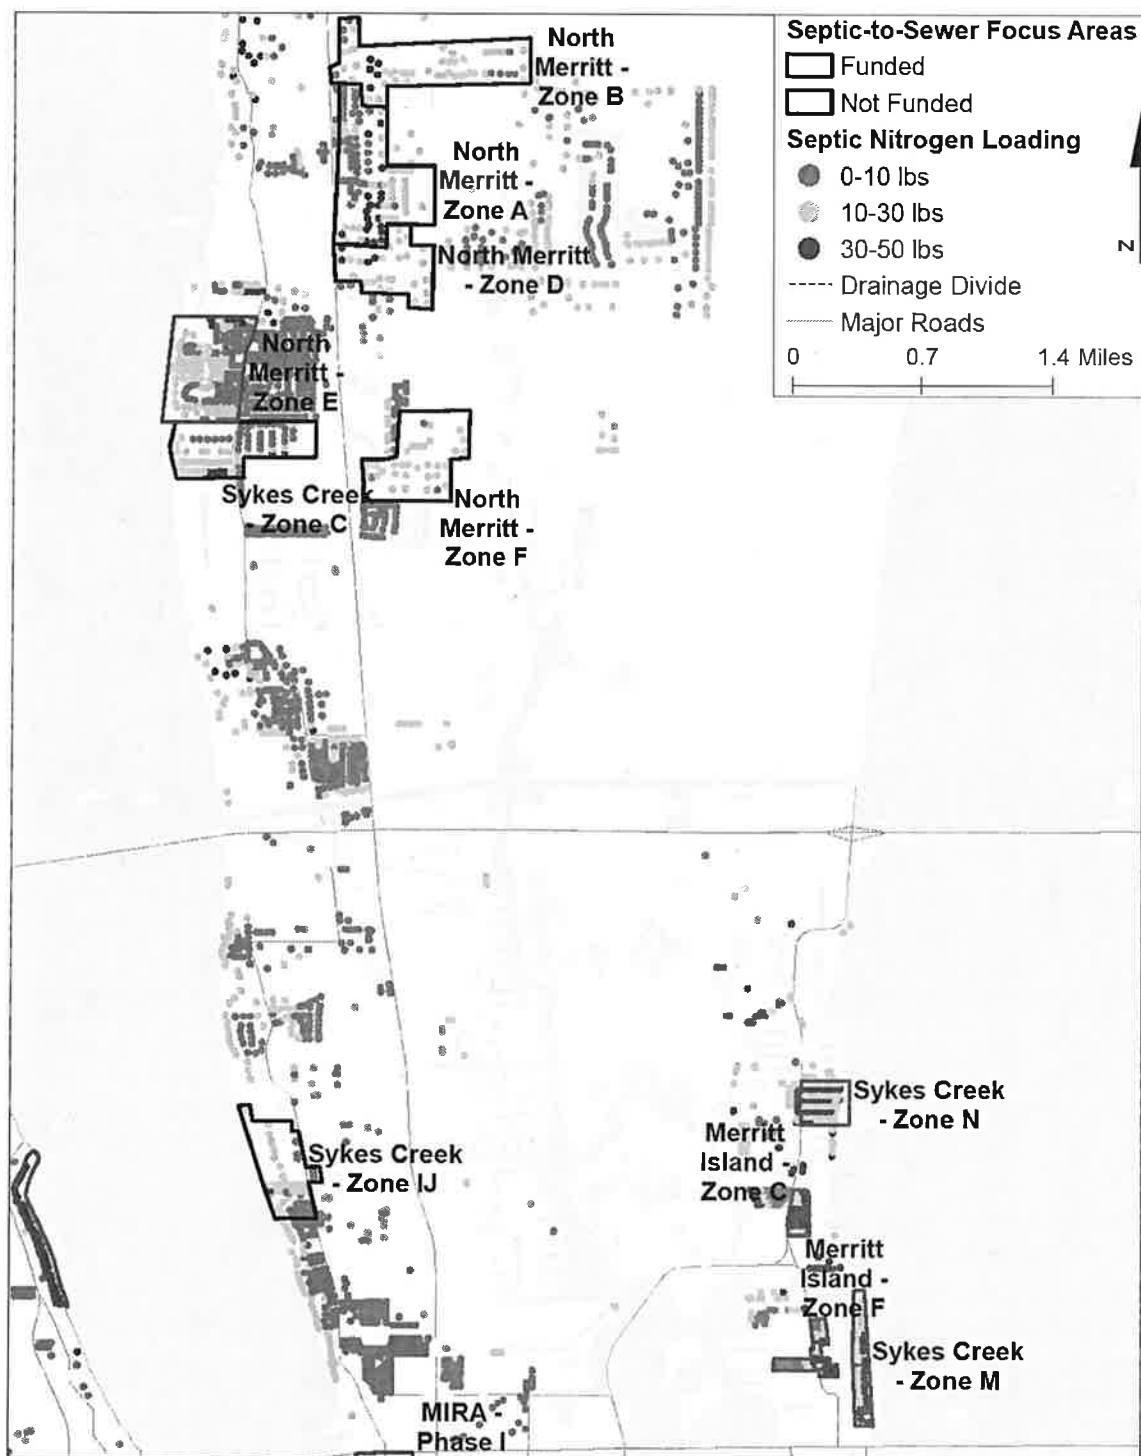 Septic-to-Sewer Focus Areas
Funded
Not Funded
Septic Nitrogen Loading
0-10 lbs
10-30 lbs
30-50 lbs
Drainage Divide
Major Roads
0 0.7 1.4 Miles
N
North
Merritt -
Zone B
North
Merritt -
Zone A
North Merritt
- Zone D
North
Merritt -
Zone E
Sykes Creek
- Zone C
North
Merritt -
Zone F
Sykes Creek
- Zone N
Merritt
Island -
Zone C
Sykes Creek
- Zone IJ
Merritt
Island -
Zone F
Sykes Creek
- Zone M
MIRA -
Phase I